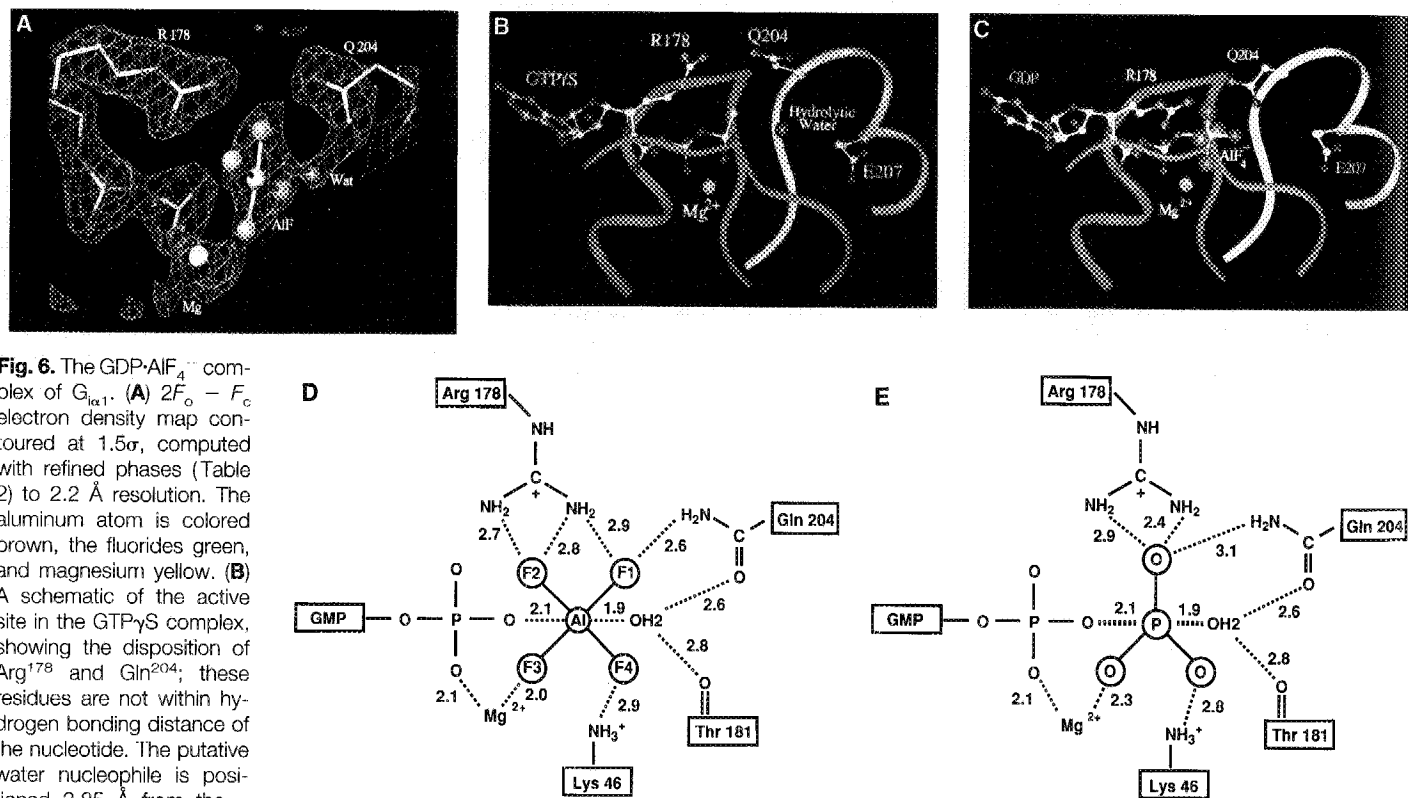 A
R178
Q204
Wat
AlF
Mg
B
R178
Q204
GTPγS
Hydrolytic
Water
E207
Mg2+
C
GDP
R178
Q204
AlF4-
E207
Mg2+
Fig. 6. The GDP·AlF4− com-
plex of Giα1. (A) 2Fo − Fc
electron density map con-
toured at 1.5σ, computed
with refined phases (Table
2) to 2.2 Å resolution. The
aluminum atom is colored
brown, the fluorides green,
and magnesium yellow. (B)
A schematic of the active
site in the GTPγS complex,
showing the disposition of
Arg178 and Gln204; these
residues are not within hy-
drogen bonding distance of
the nucleotide. The putative
water nucleophile is posi-
D
Arg 178
NH
C
+
NH2 NH2
2.7 2.8 2.9
H2N
2.6
Gln 204
C
O
F2 F1
O
2.1 1.9
2.6
GMP O P O Al OH2
O
F3 F4
2.8
2.1 2.0 2.9
Mg 2+
O
NH3+
Thr 181
Lys 46
E
Arg 178
NH
C
+
NH2 NH2
2.9 2.4
H2N
3.1
Gln 204
C
O
O
O
2.1 1.9
2.6
GMP O P O P OH2
O
O O
2.8
2.1 2.3 2.8
Mg 2+
O
NH3+
Thr 181
Lys 46